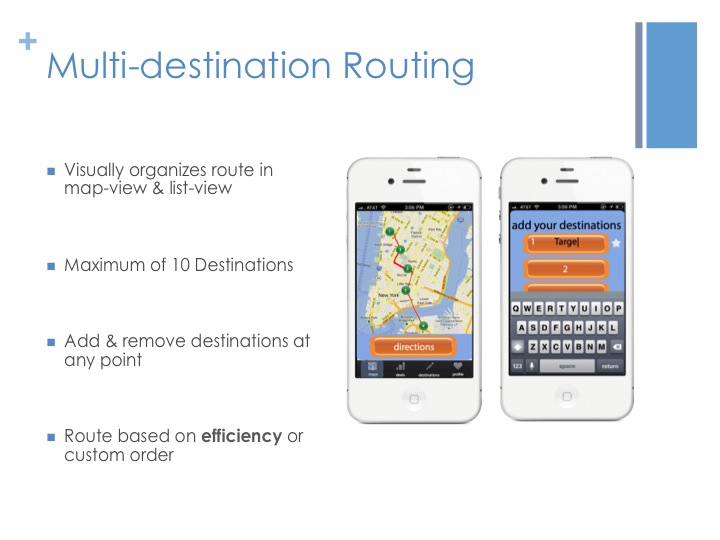 +
Multi-destination Routing
■ Visually organizes route in
map-view & list-view
■ Maximum of 10 Destinations
■ Add & remove destinations at
any point
■ Route based on efficiency or
custom order
AT&T 3:06 PM
New York
directions
maps deals destinations profile
AT&T 3:06 PM
add your destinations
1 Targe
2
Q W E R T Y U I O P
A S D F G H J K L
Z X C V B N M
123 space return